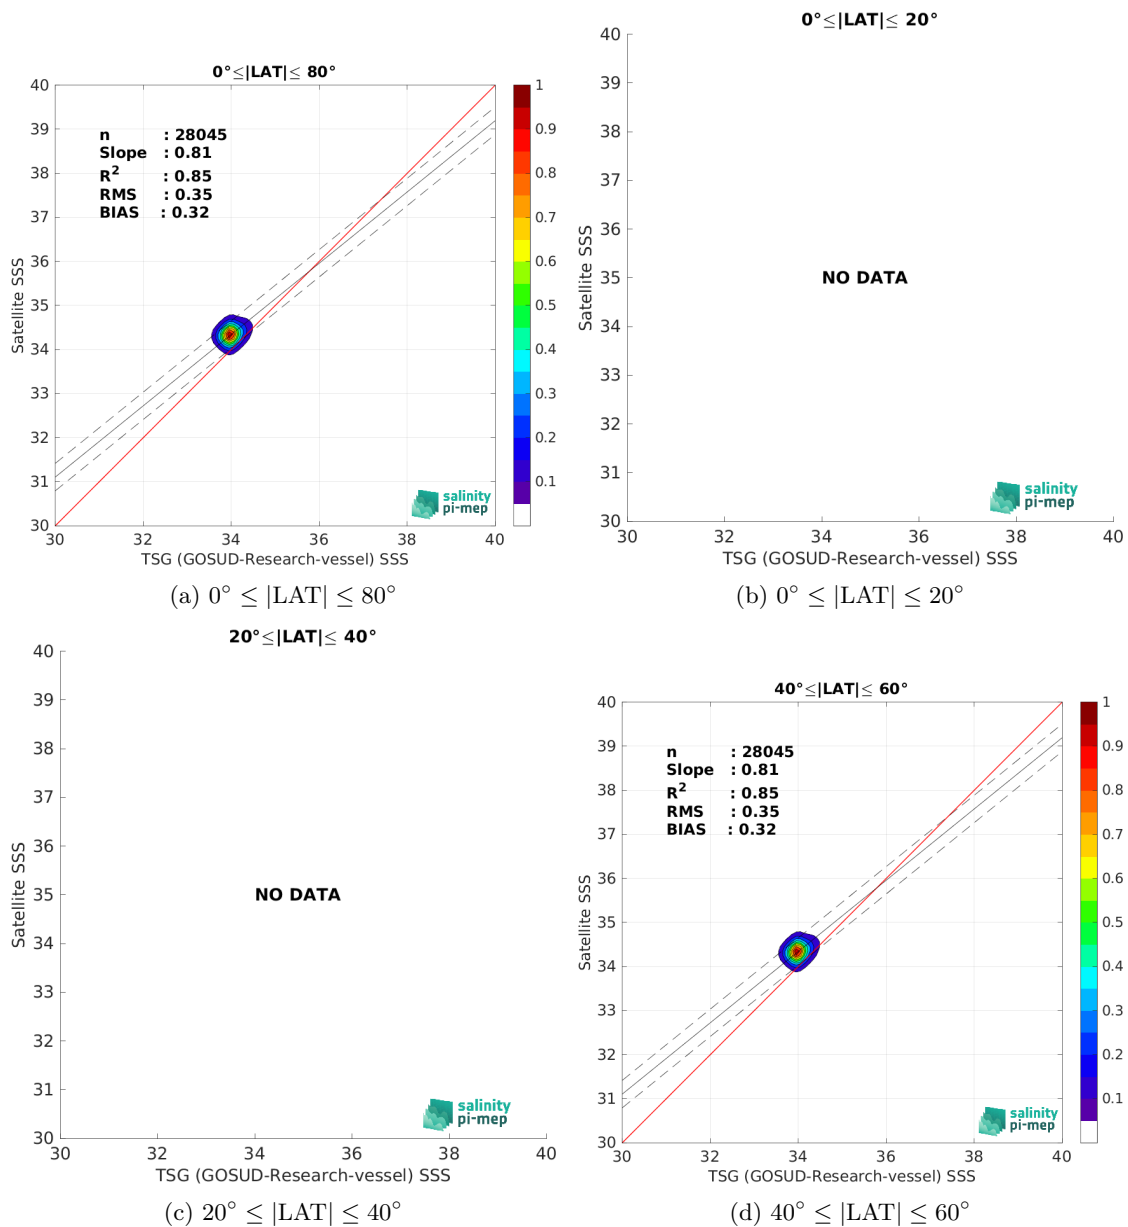 0°≤|LAT|≤ 80°
n : 28045
Slope : 0.81
R² : 0.85
RMS : 0.35
BIAS : 0.32
40
39
38
37
36
35
34
33
32
31
30
30 32 34 36 38 40
Satellite SSS
TSG (GOSUD-Research-vessel) SSS
1
0.9
0.8
0.7
0.6
0.5
0.4
0.3
0.2
0.1
salinity
pi-mep
(a) 0° ≤ |LAT| ≤ 80°
0°≤|LAT|≤ 20°
40
39
38
37
36
35
34
33
32
31
30
30 32 34 36 38 40
Satellite SSS
NO DATA
TSG (GOSUD-Research-vessel) SSS
salinity
pi-mep
(b) 0° ≤ |LAT| ≤ 20°
20°≤|LAT|≤ 40°
40
39
38
37
36
35
34
33
32
31
30
30 32 34 36 38 40
Satellite SSS
NO DATA
TSG (GOSUD-Research-vessel) SSS
salinity
pi-mep
(c) 20° ≤ |LAT| ≤ 40°
40°≤|LAT|≤ 60°
n : 28045
Slope : 0.81
R² : 0.85
RMS : 0.35
BIAS : 0.32
40
39
38
37
36
35
34
33
32
31
30
30 32 34 36 38 40
Satellite SSS
TSG (GOSUD-Research-vessel) SSS
1
0.9
0.8
0.7
0.6
0.5
0.4
0.3
0.2
0.1
salinity
pi-mep
(d) 40° ≤ |LAT| ≤ 60°